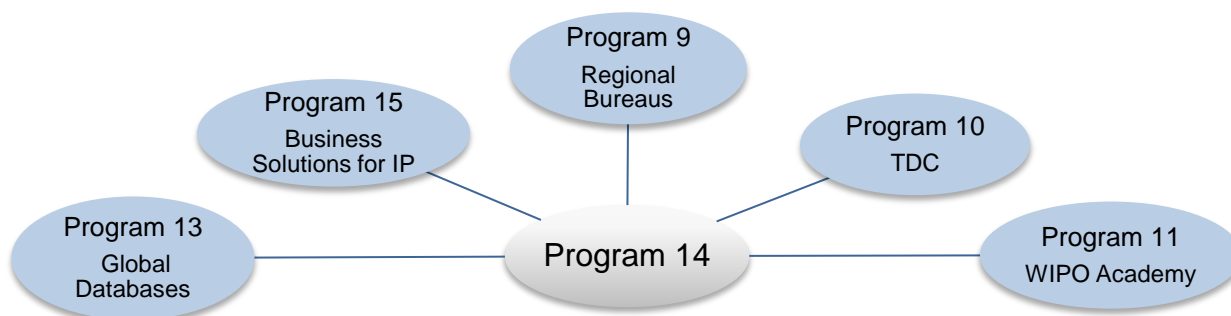 Program 9
Regional
Bureaus
Program 15
Business
Solutions for IP
Program 10
TDC
Program 13
Global
Databases
Program 14
Program 11
WIPO Academy